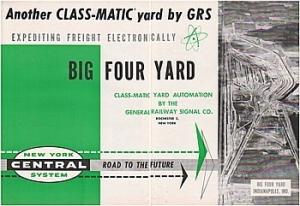 Another CLASS-MATIC yard by GRS
EXPEDITING FREIGHT ELECTRONICALLY
BIG FOUR YARD
CLASS-MATIC YARD AUTOMATION
BY THE
GENERAL RAILWAY SIGNAL CO.
ROCHESTER 2,
NEW YORK
NEW YORK
CENTRAL
SYSTEM
ROAD TO THE FUTURE
BIG FOUR YARD
INDIANAPOLIS, IND.